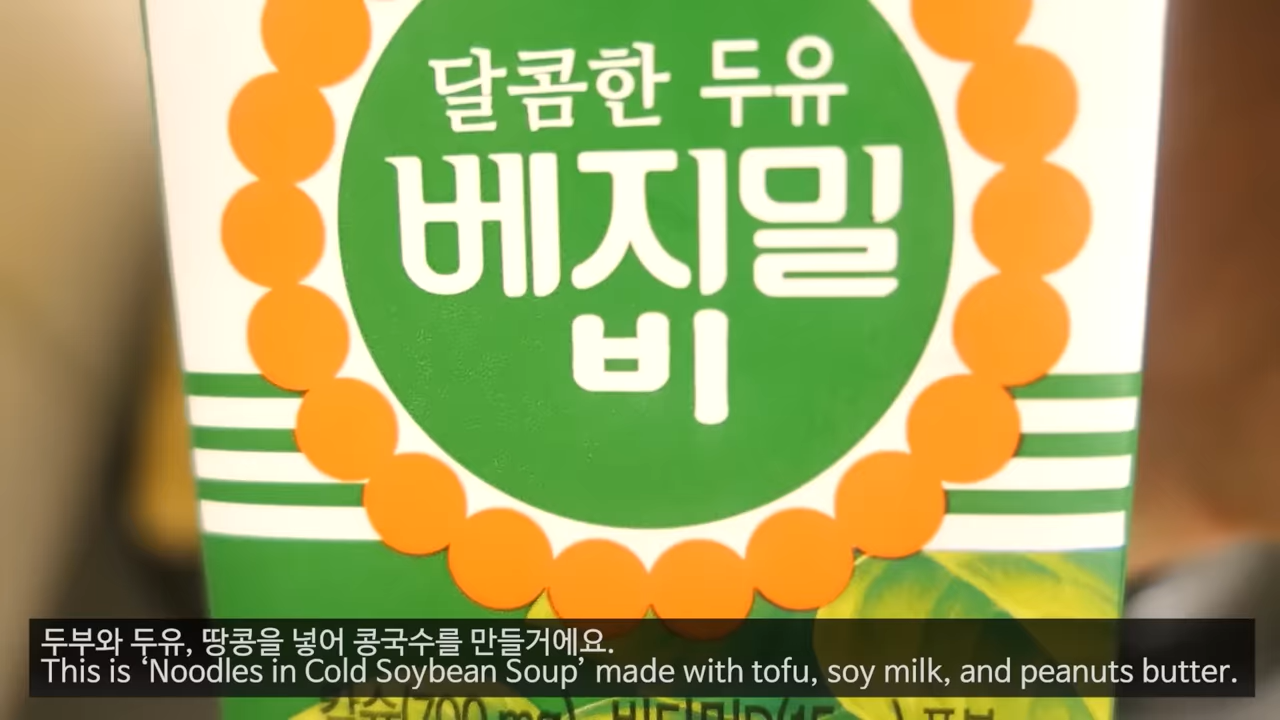 달콤한 두유
베지밀
비
두부와 두유, 땅콩을 넣어 콩국수를 만들거에요.
This is ‘Noodles in Cold Soybean Soup’ made with tofu, soy milk, and peanuts butter.